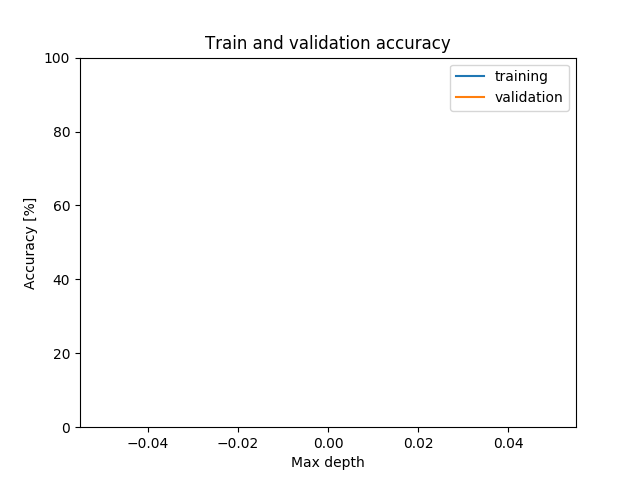 Train and validation accuracy
100
80
60
40
20
0
Accuracy [%]
training
validation
−0.04
−0.02
0.00
0.02
0.04
Max depth